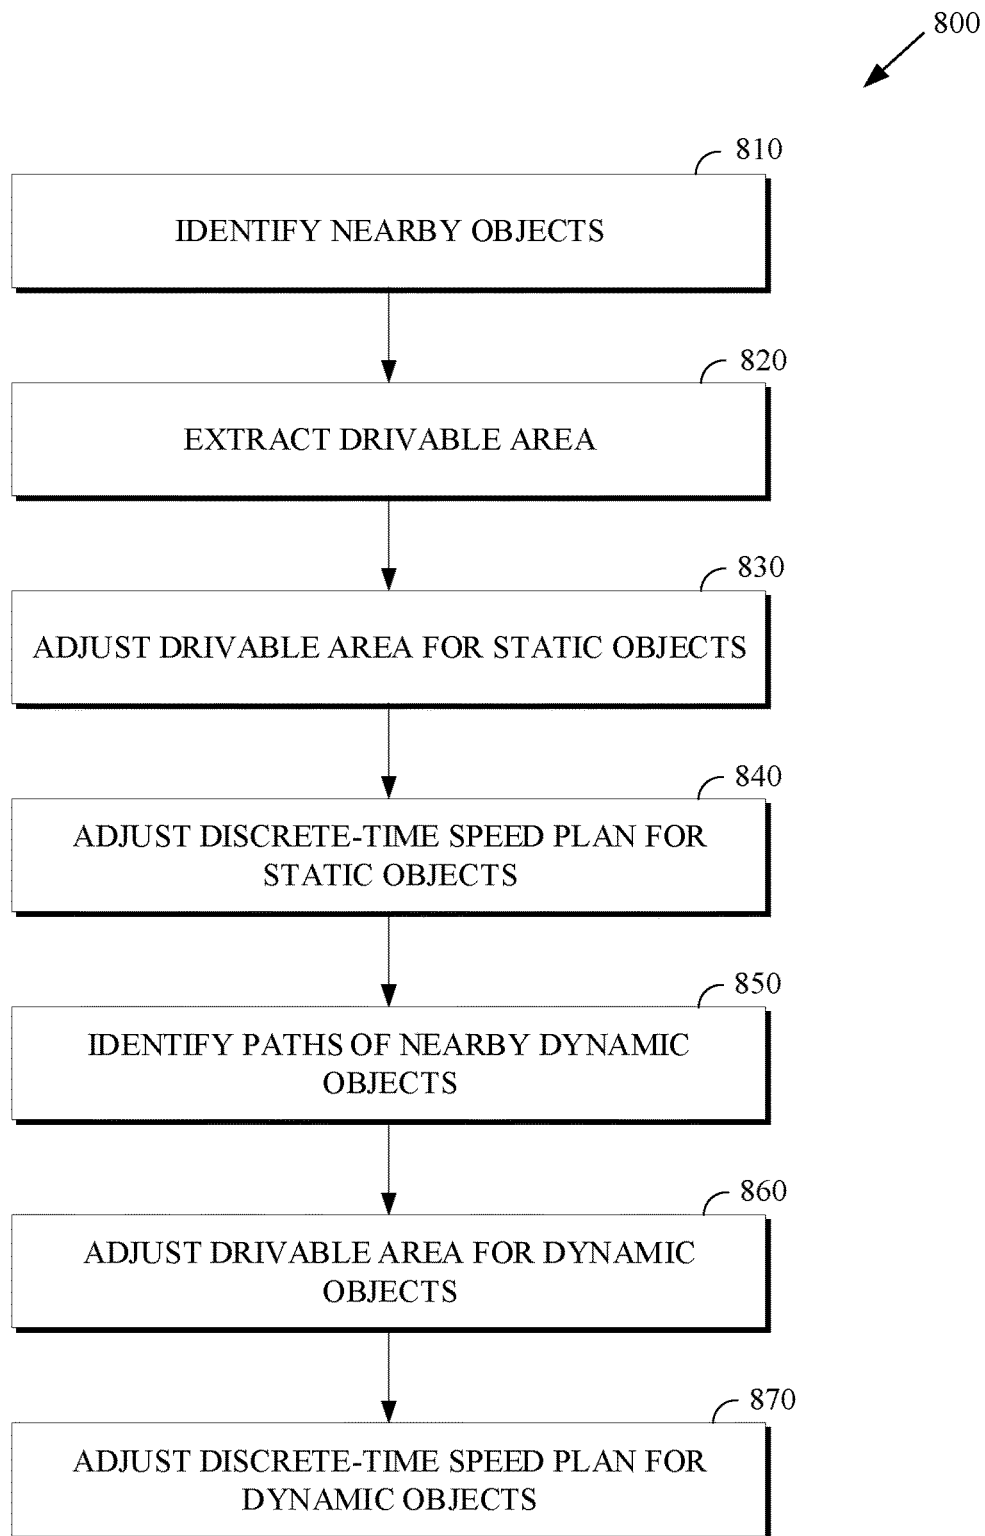 800
810
IDENTIFY NEARBY OBJECTS
820
EXTRACT DRIVABLE AREA
830
ADJUST DRIVABLE AREA FOR STATIC OBJECTS
840
ADJUST DISCRETE-TIME SPEED PLAN FOR
STATIC OBJECTS
850
IDENTIFY PATHS OF NEARBY DYNAMIC
OBJECTS
860
ADJUST DRIVABLE AREA FOR DYNAMIC
OBJECTS
870
ADJUST DISCRETE-TIME SPEED PLAN FOR
DYNAMIC OBJECTS